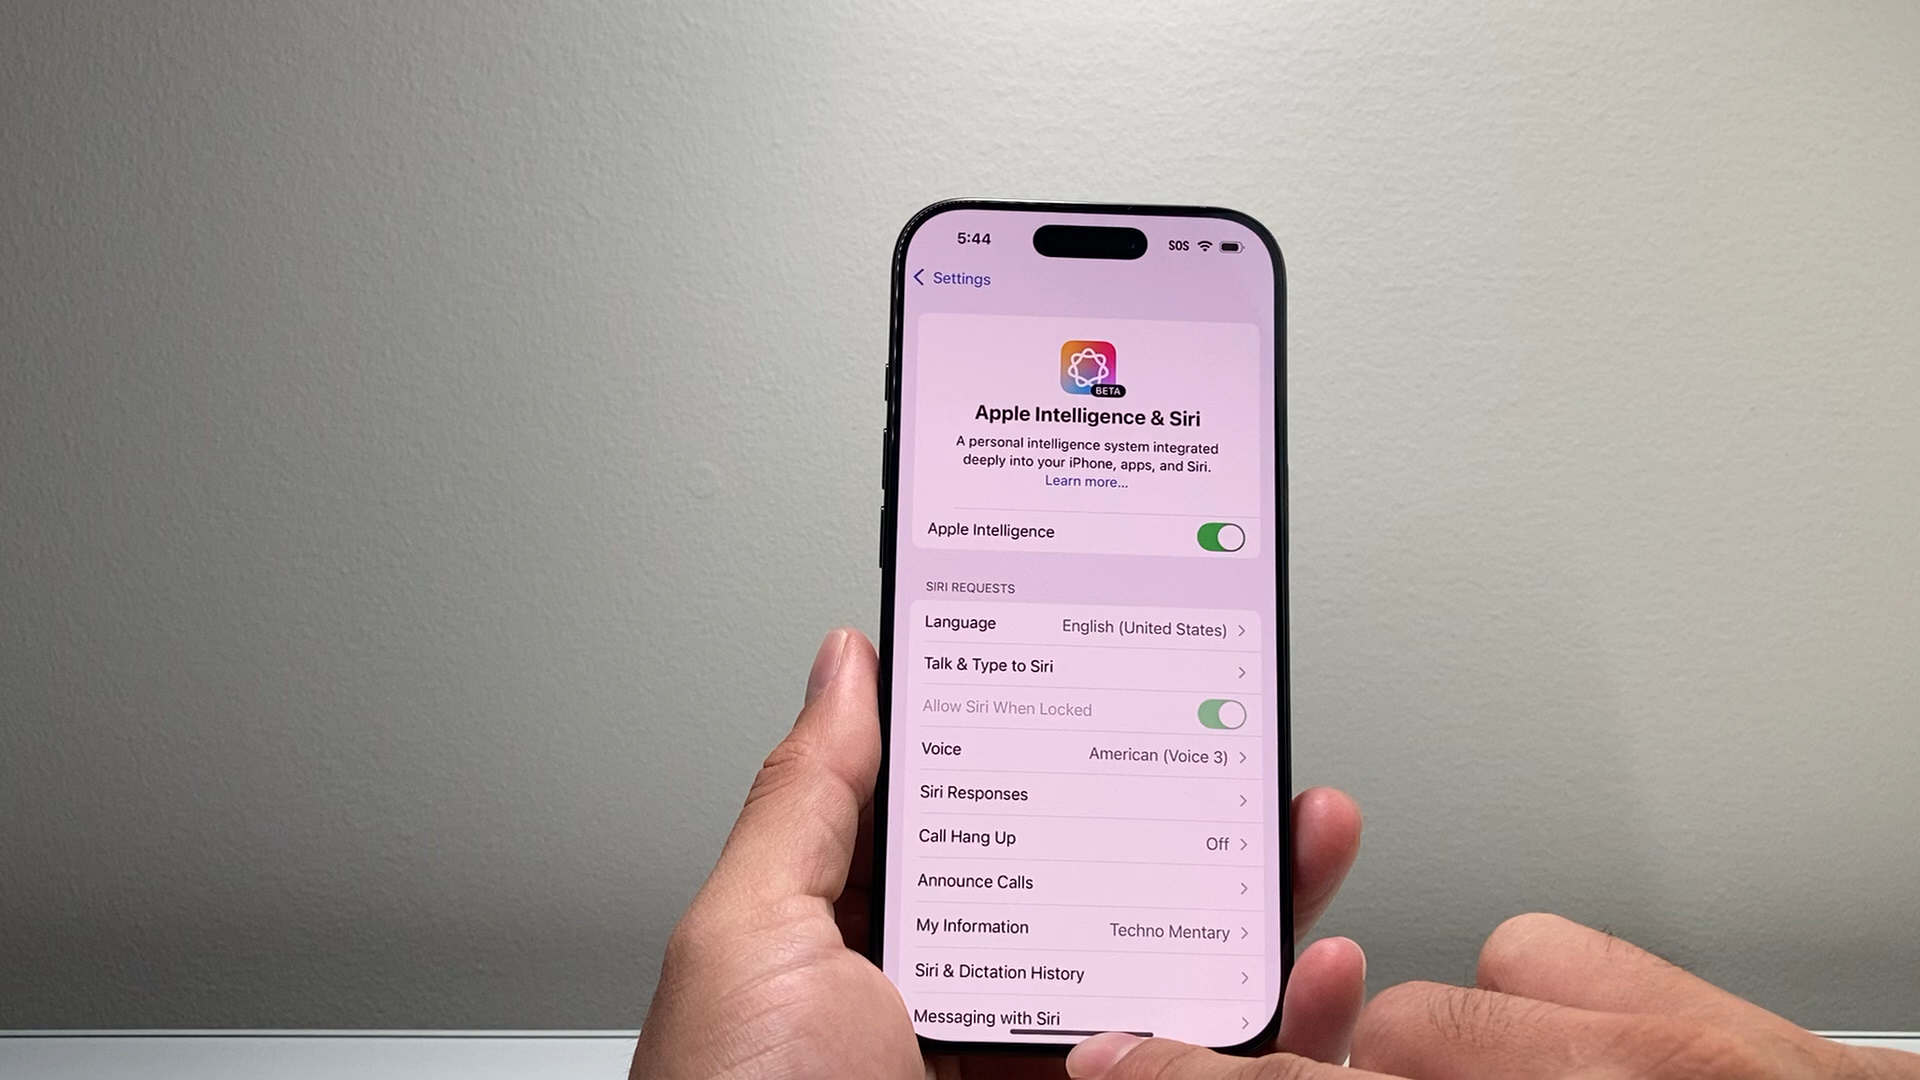 5:44 SOS
Settings
BETA
Apple Intelligence & Siri
A personal intelligence system integrated
deeply into your iPhone, apps, and Siri.
Learn more...
Apple Intelligence
SIRI REQUESTS
Language English (United States)
Talk & Type to Siri
Allow Siri When Locked
Voice American (Voice 3)
Siri Responses
Call Hang Up Off
Announce Calls
My Information Techno Mentary
Siri & Dictation History
Messaging with Siri